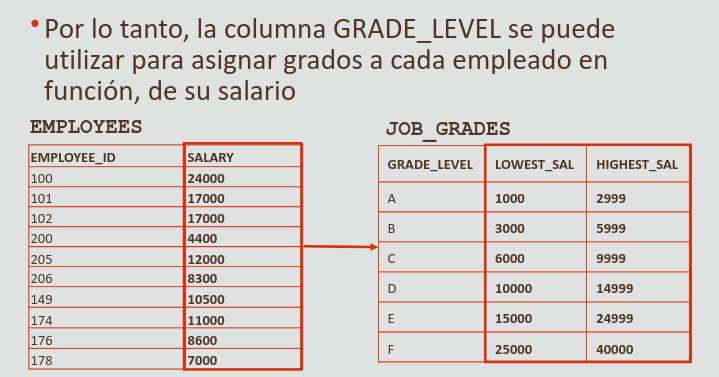 • Por lo tanto, la columna GRADE_LEVEL se puede
utilizar para asignar grados a cada empleado en
función, de su salario
EMPLOYEES
EMPLOYEE_ID SALARY
100 24000
101 17000
102 17000
200 4400
205 12000
206 8300
149 10500
174 11000
176 8600
178 7000
JOB_GRADES
GRADE_LEVEL LOWEST_SAL HIGHEST_SAL
A 1000 2999
B 3000 5999
C 6000 9999
D 10000 14999
E 15000 24999
F 25000 40000